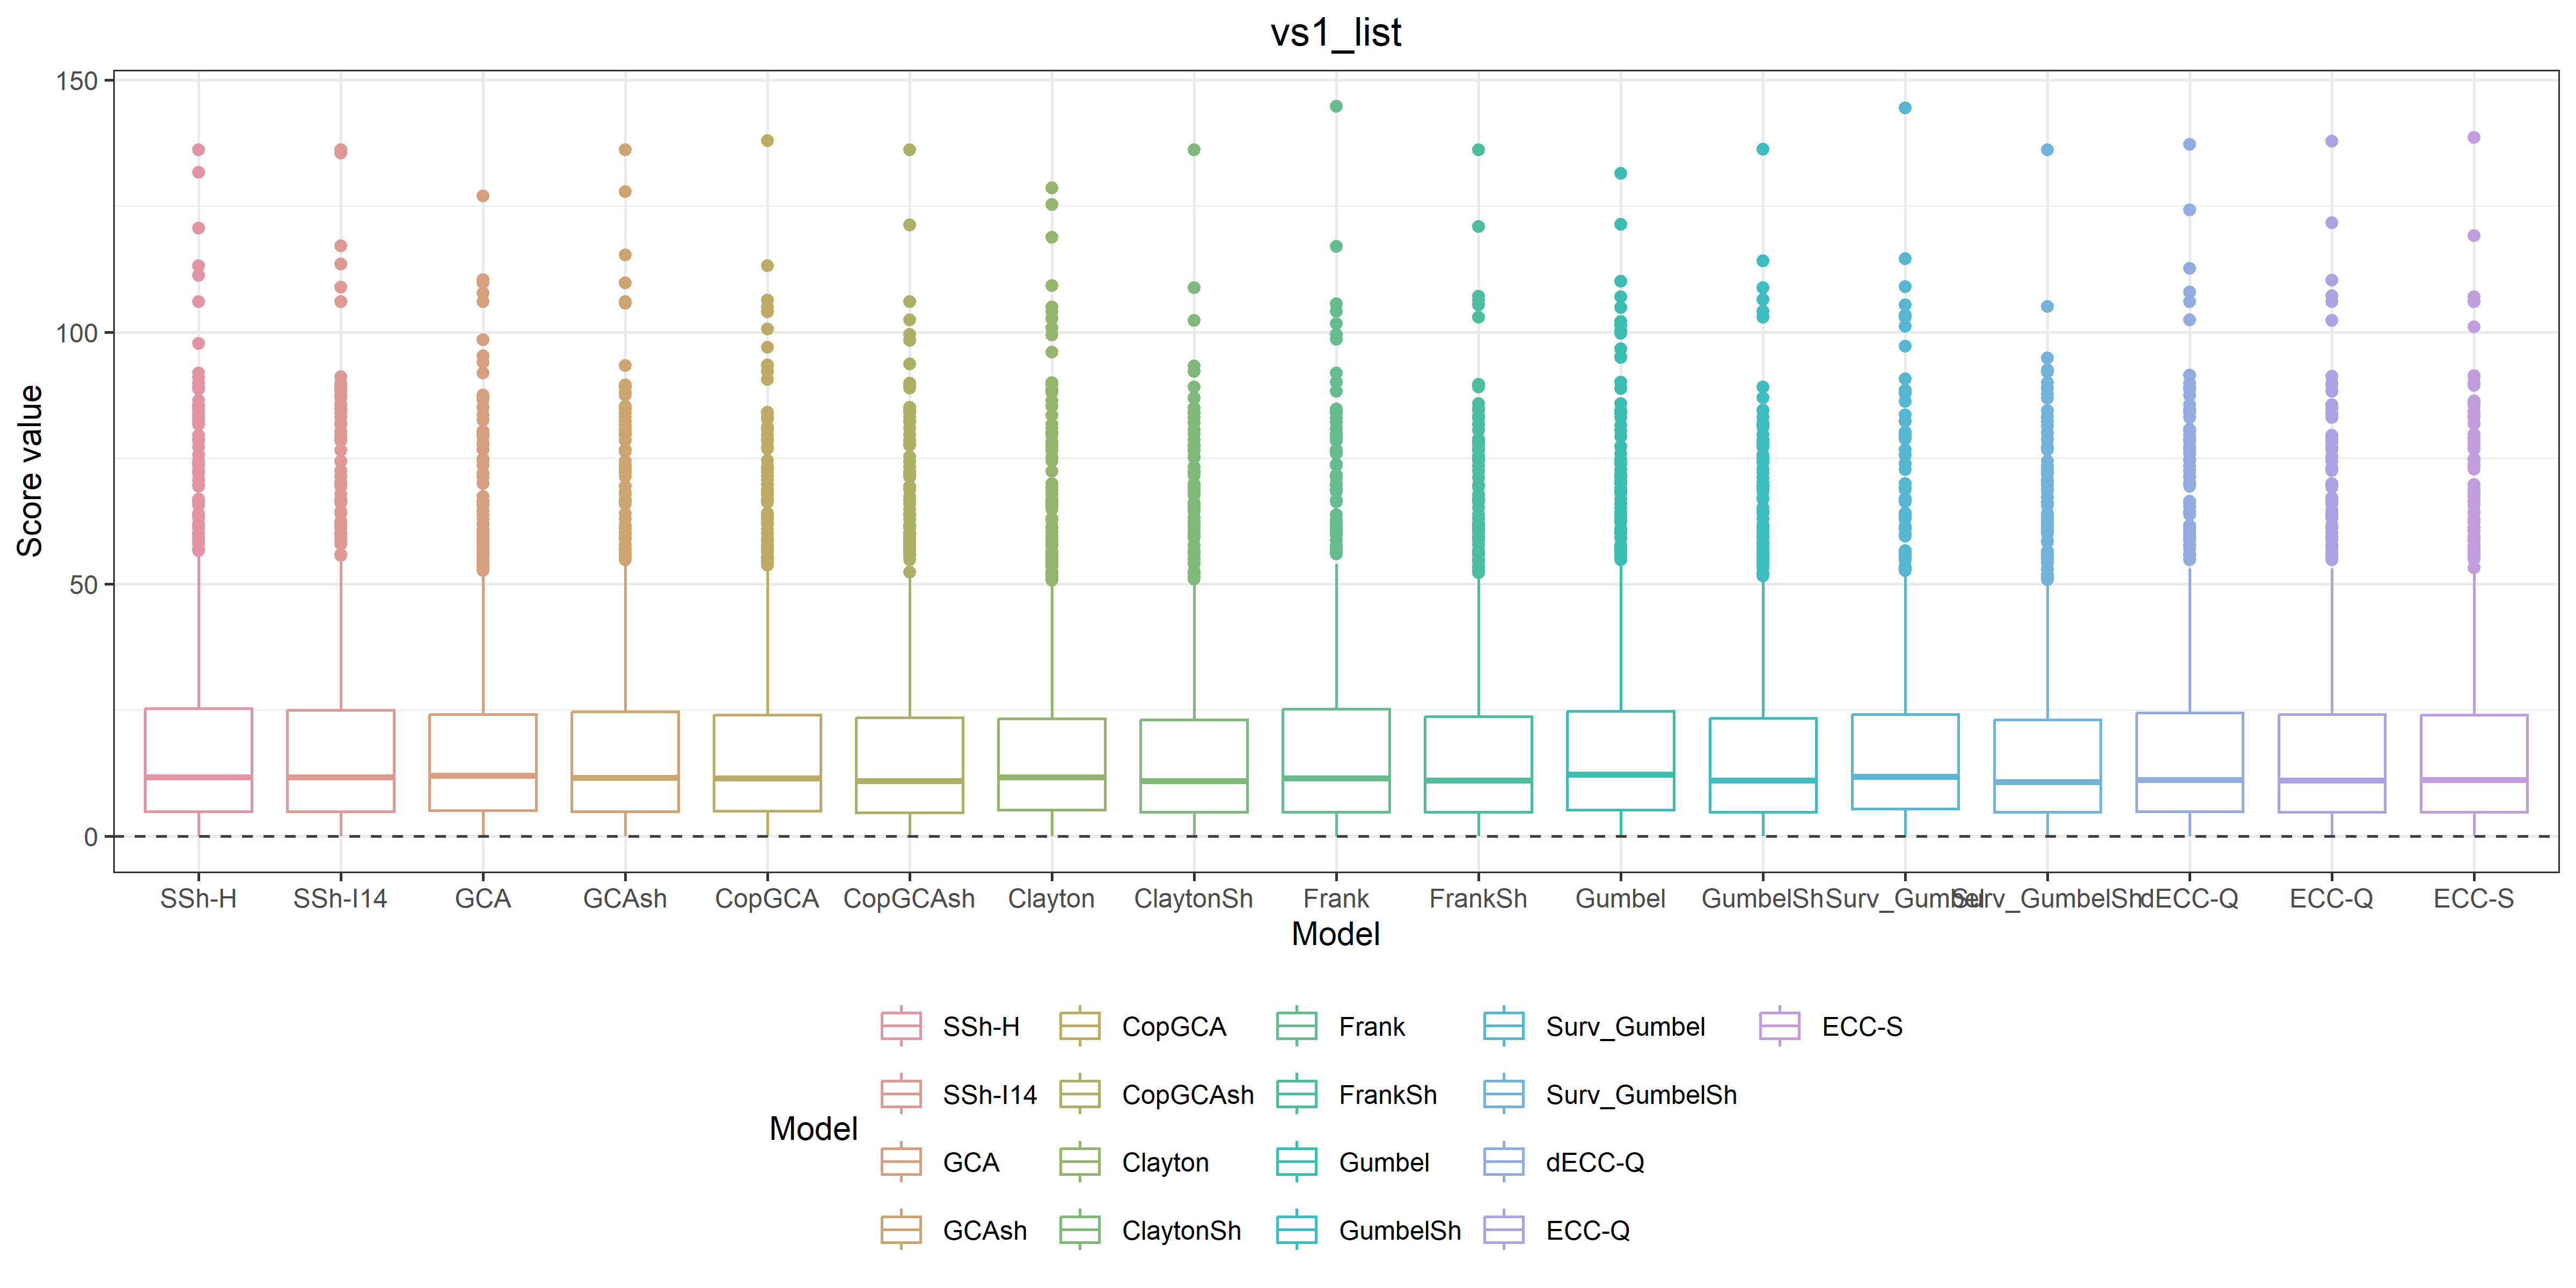 vs1_list
150
100
50
0
Score value
SSh-H SSh-I14 GCA GCAsh CopGCA CopGCAsh Clayton ClaytonSh Frank FrankSh Gumbel GumbelSh Surv_Gumbel Surv_GumbelSh dECC-Q ECC-Q ECC-S
Model
SSh-H CopGCA Frank Surv_Gumbel ECC-S
SSh-I14 CopGCAsh FrankSh Surv_GumbelSh
Model
GCA Clayton Gumbel dECC-Q
GCAsh ClaytonSh GumbelSh ECC-Q